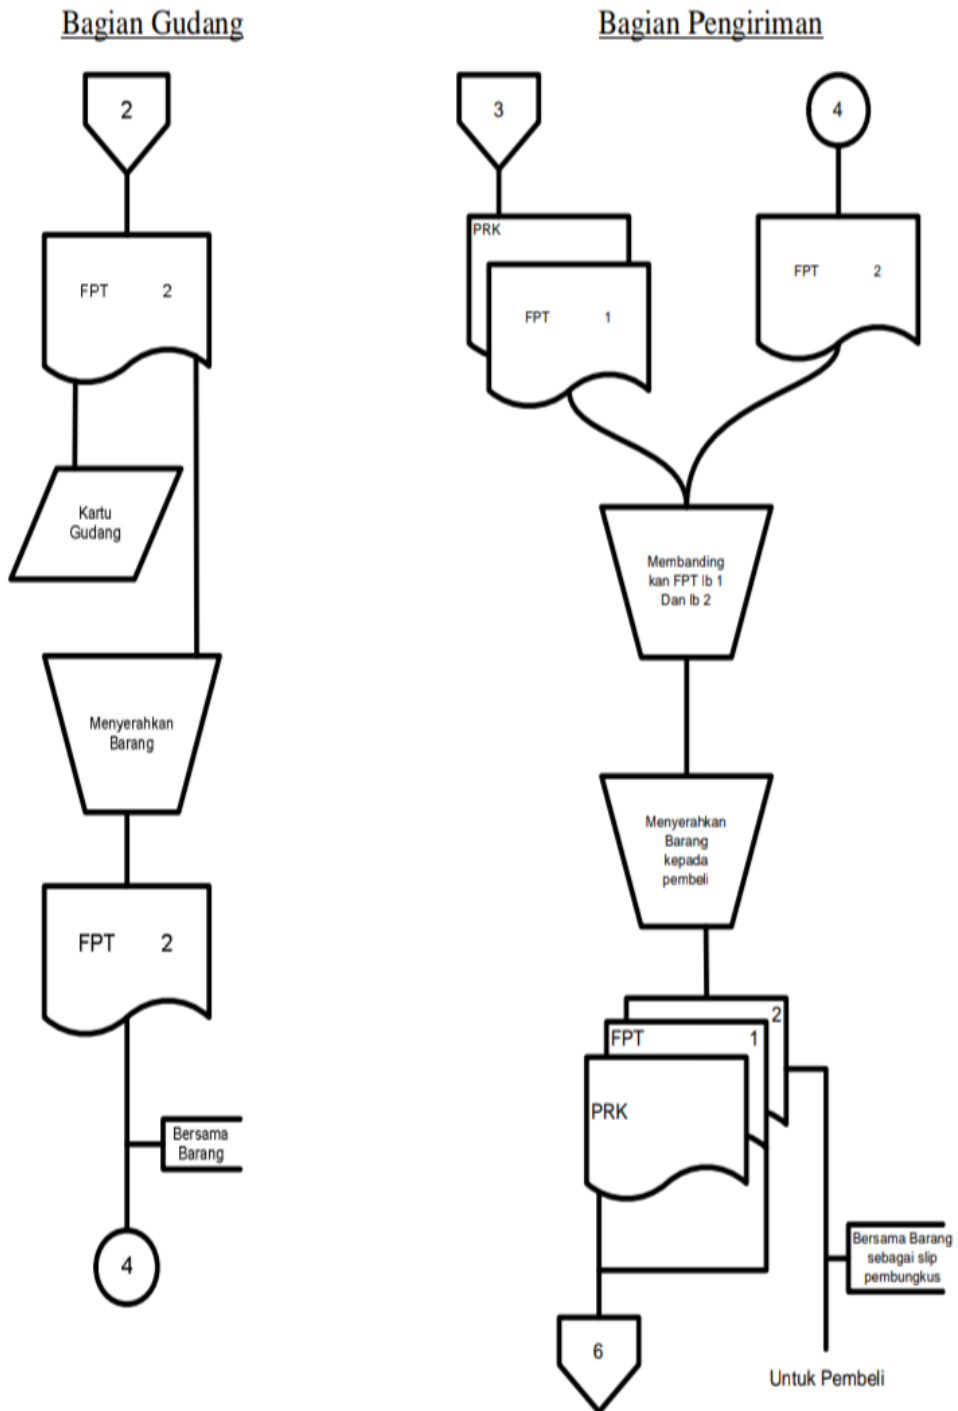 Bagian Gudang
2
FPT 2
Kartu
Gudang
Menyerahkan
Barang
FPT 2
Bersama
Barang
4
Bagian Pengiriman
3
4
PRK
FPT 1
FPT 2
Membanding
kan FPT lb 1
Dan lb 2
Menyerahkan
Barang
kepada
pembeli
2
FPT 1
PRK
Bersama Barang
sebagai slip
pembungkus
6
Untuk Pembeli